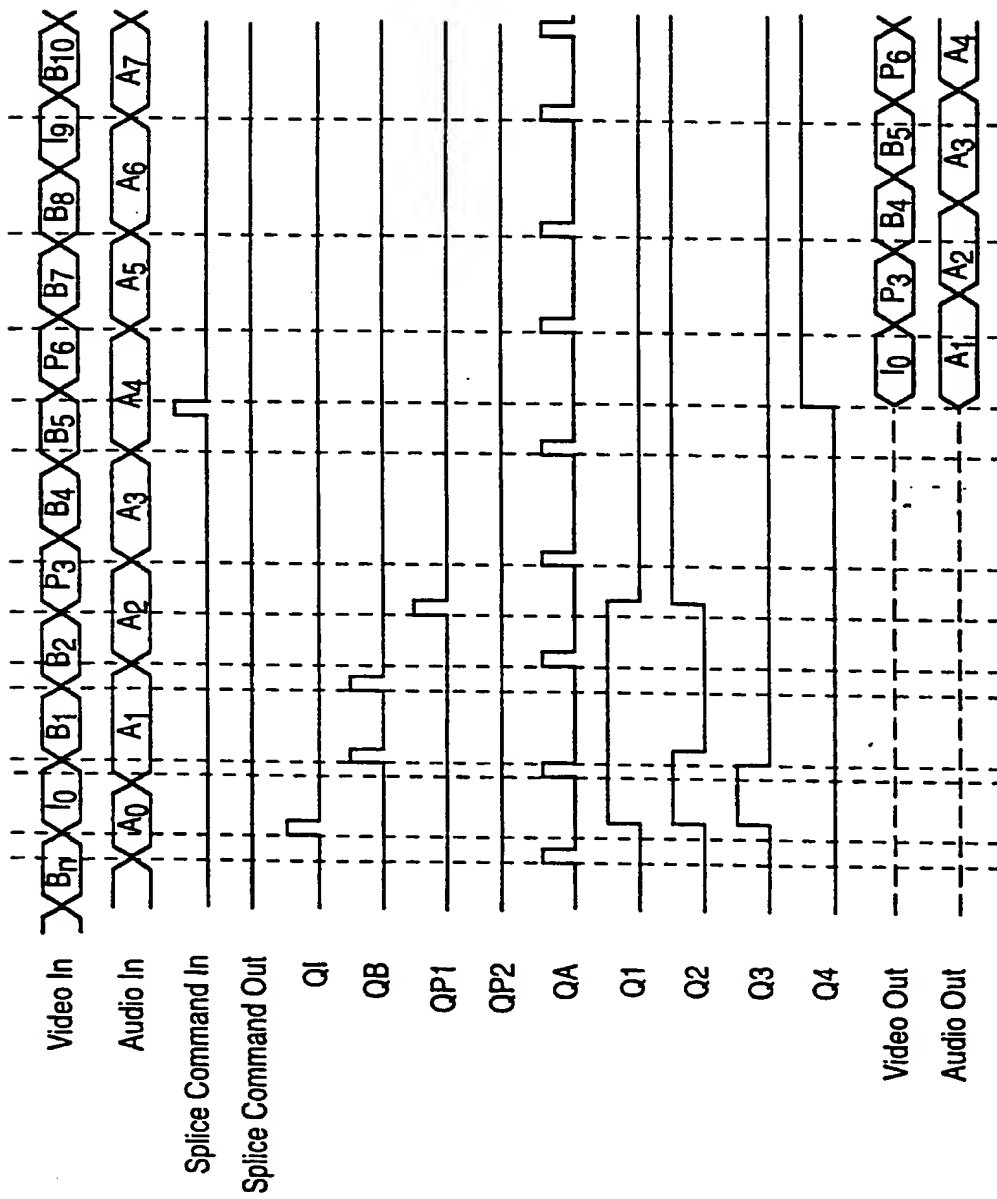 Video In Bn I0 B1 B2 P3 B4 B5 P6 B7 B8 I9 B10
Audio In A0 A1 A2 A3 A4 A5 A6 A7
Splice Command In
Splice Command Out
QI
QB
QP1
QP2
QA
Q1
Q2
Q3
Q4
Video Out I0 P3 B4 B5 P6
Audio Out A1 A2 A3 A4